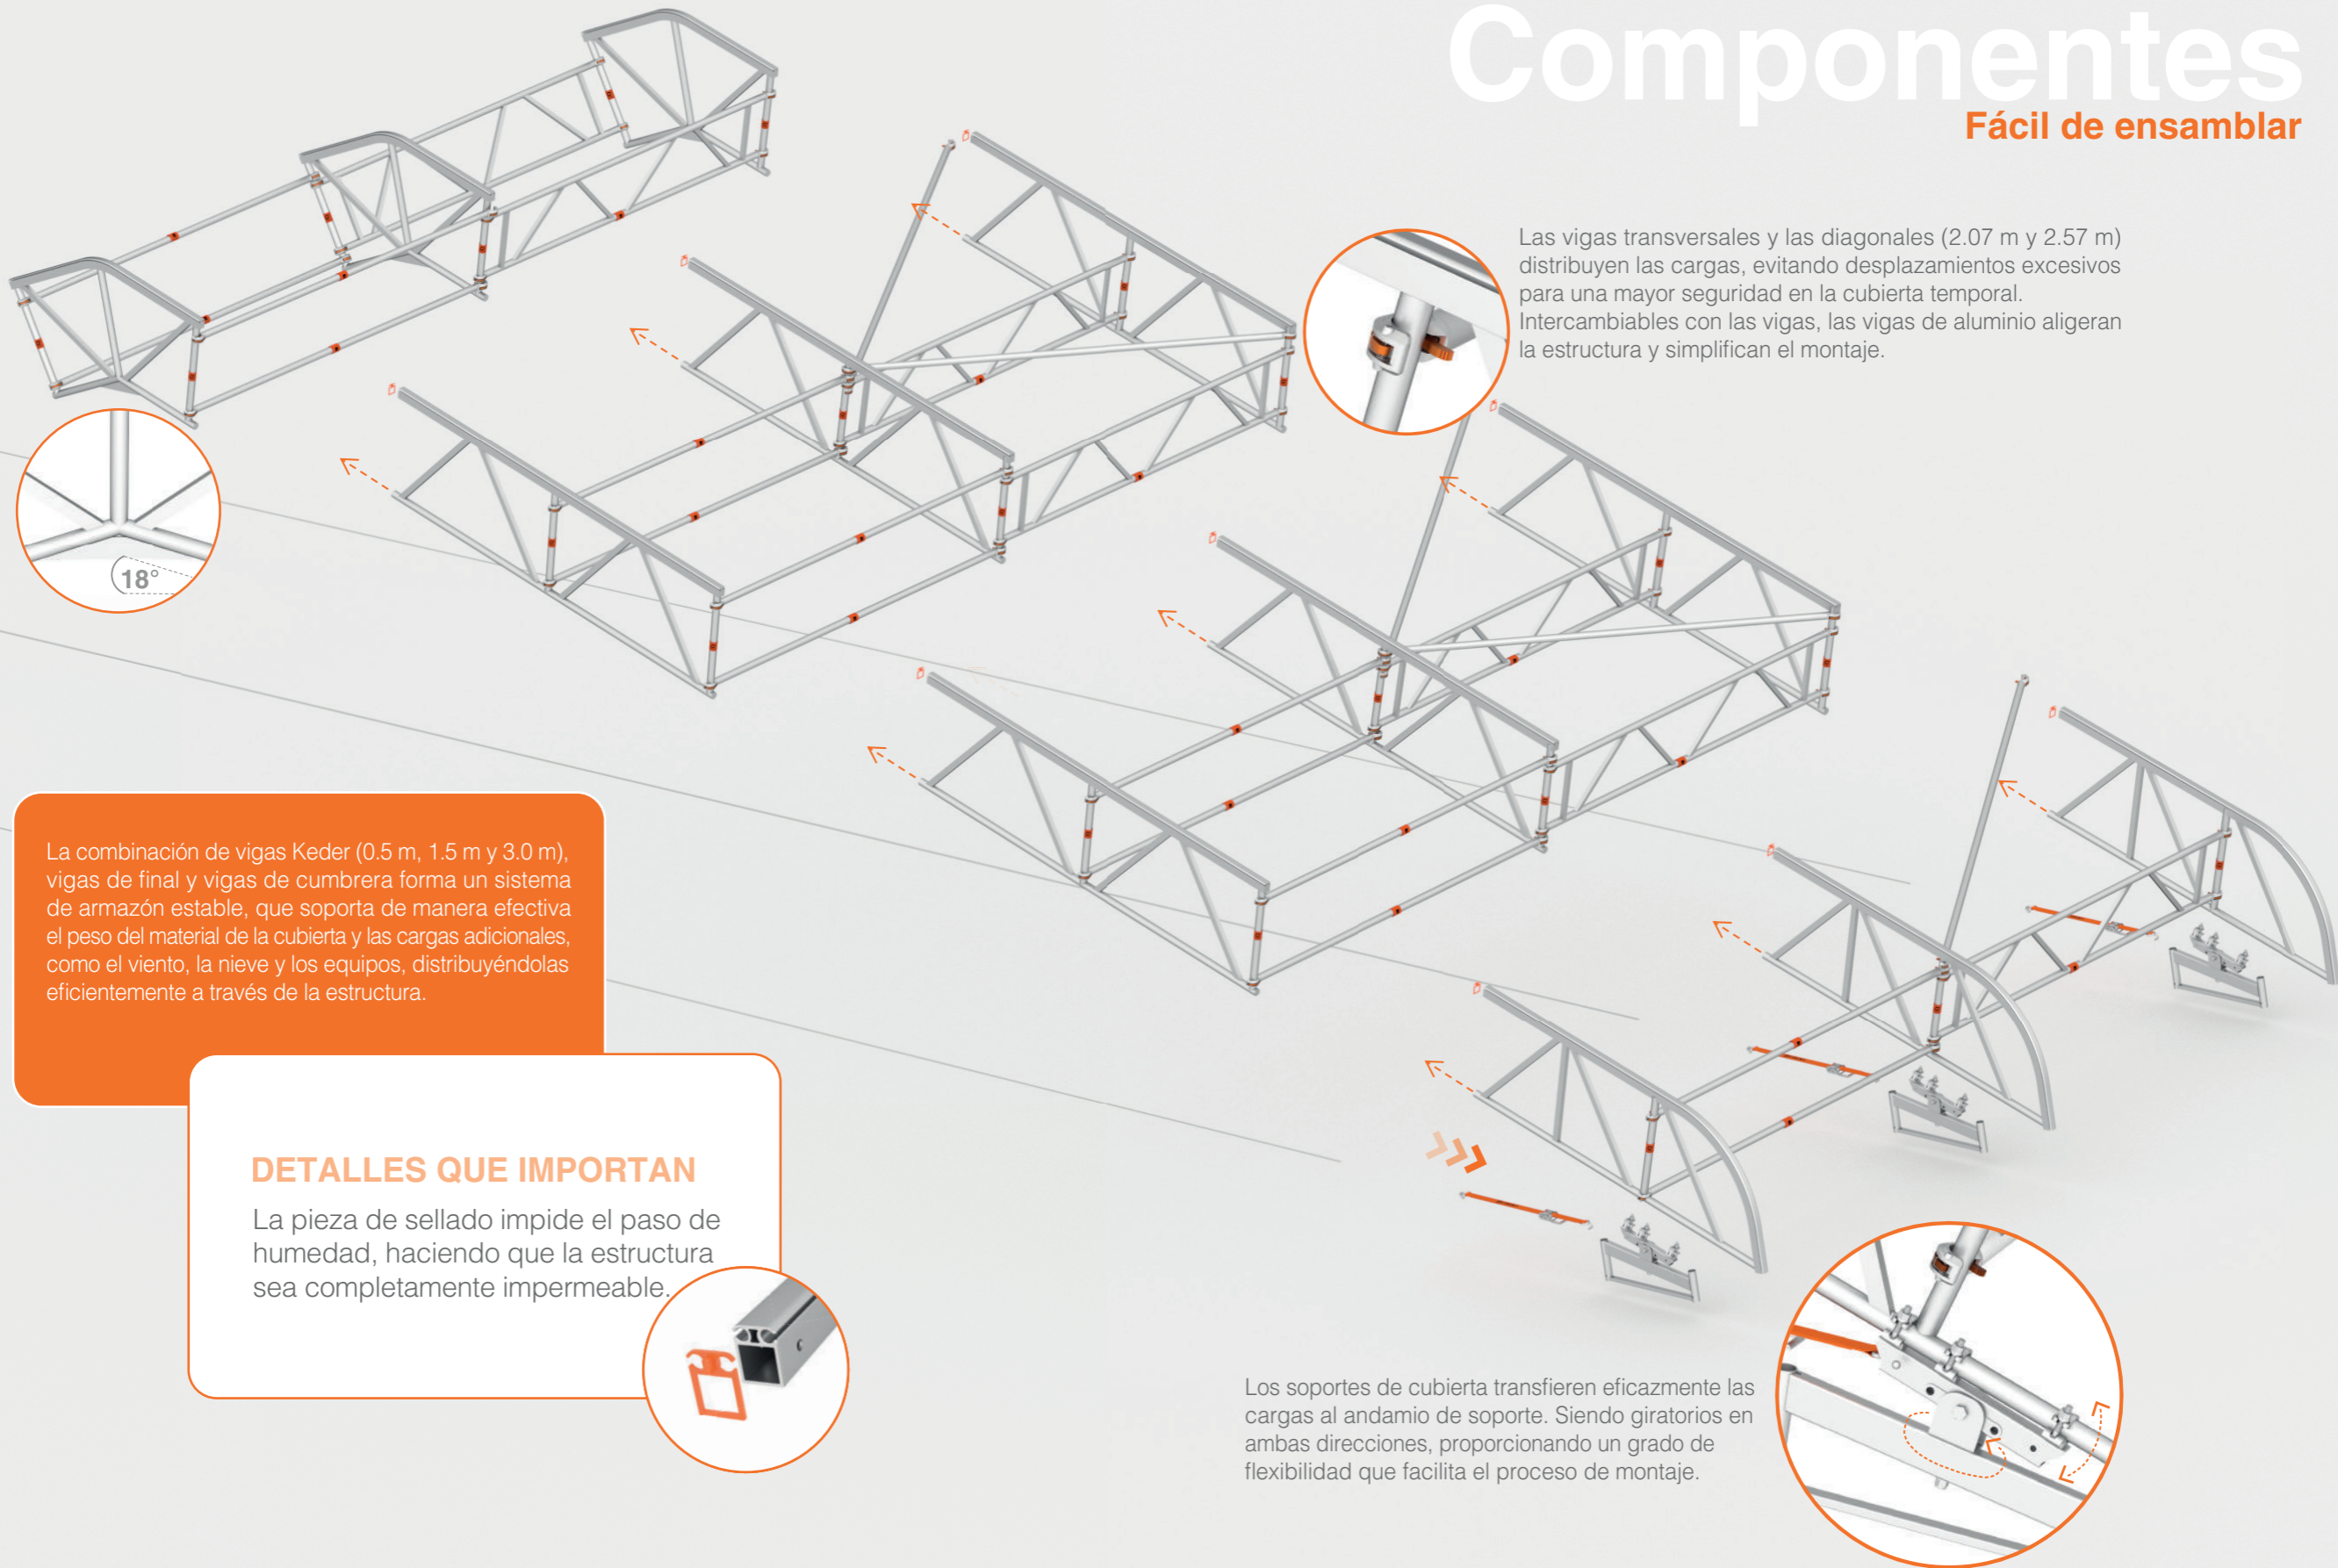 Componentes
Fácil de ensamblar
Las vigas transversales y las diagonales (2.07 m y 2.57 m)
distribuyen las cargas, evitando desplazamientos excesivos
para una mayor seguridad en la cubierta temporal.
Intercambiables con las vigas, las vigas de aluminio aligeran
la estructura y simplifican el montaje.
18°
La combinación de vigas Keder (0.5 m, 1.5 m y 3.0 m),
vigas de final y vigas de cumbrera forma un sistema
de armazón estable, que soporta de manera efectiva
el peso del material de la cubierta y las cargas adicionales,
como el viento, la nieve y los equipos, distribuyéndolas
eficientemente a través de la estructura.
DETALLES QUE IMPORTAN
La pieza de sellado impide el paso de
humedad, haciendo que la estructura
sea completamente impermeable.
Los soportes de cubierta transfieren eficazmente las
cargas al andamio de soporte. Siendo giratorios en
ambas direcciones, proporcionando un grado de
flexibilidad que facilita el proceso de montaje.